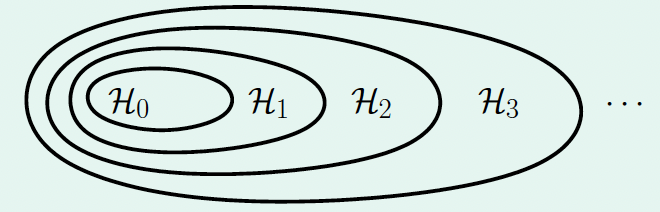 ℋ₀ ℋ₁ ℋ₂ ℋ₃ ⋯